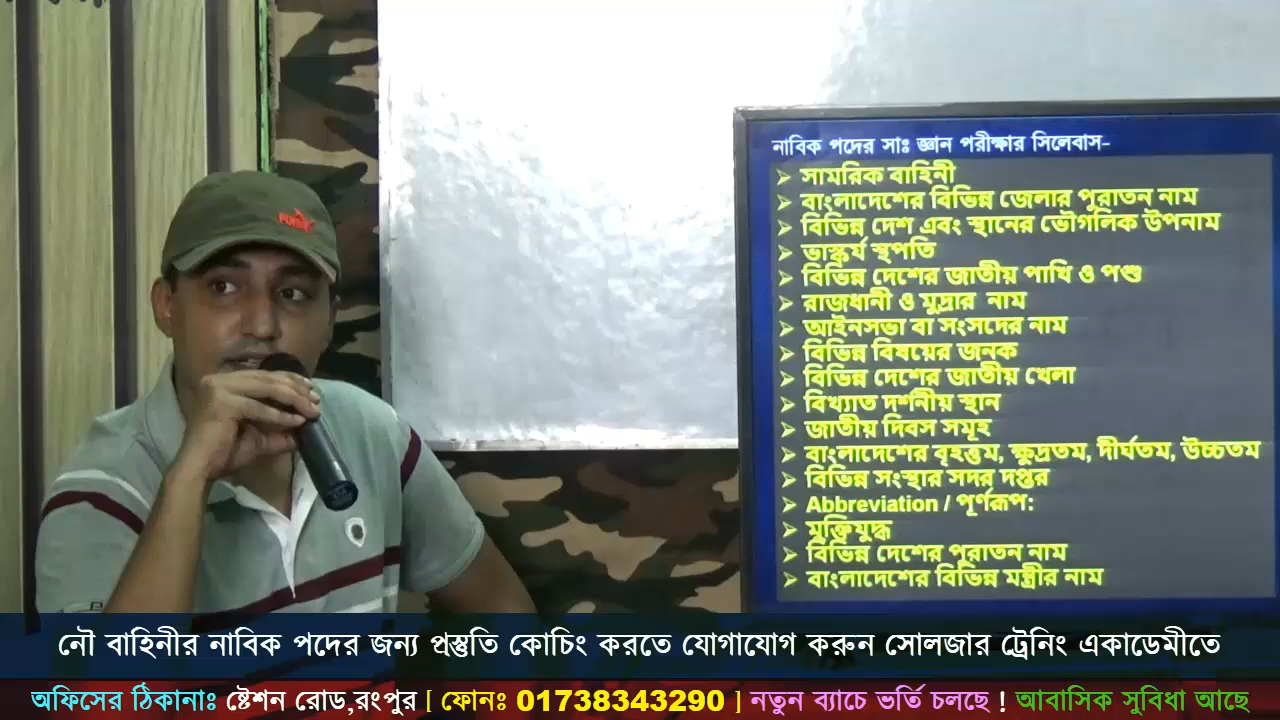 PUMA
নাবিক পদের সাঃ জ্ঞান পরীক্ষার সিলেবাস-
➢ সামরিক বাহিনী
➢ বাংলাদেশের বিভিন্ন জেলার পুরাতন নাম
➢ বিভিন্ন দেশ এবং স্থানের ভৌগলিক উপনাম
➢ ভাস্কর্য স্থপতি
➢ বিভিন্ন দেশের জাতীয় পাখি ও পশু
➢ রাজধানী ও মুদ্রার নাম
➢ আইনসভা বা সংসদের নাম
➢ বিভিন্ন বিষয়ের জনক
➢ বিভিন্ন দেশের জাতীয় খেলা
➢ বিখ্যাত দর্শনীয় স্থান
➢ জাতীয় দিবস সমূহ
➢ বাংলাদেশের বৃহত্তম, ক্ষুদ্রতম, দীর্ঘতম, উচ্চতম
➢ বিভিন্ন সংস্থার সদর দপ্তর
➢ Abbreviation / পূর্ণরূপ:
➢ মুক্তিযুদ্ধ
➢ বিভিন্ন দেশের পুরাতন নাম
➢ বাংলাদেশের বিভিন্ন মন্ত্রীর নাম
নৌ বাহিনীর নাবিক পদের জন্য প্রস্তুতি কোচিং করতে যোগাযোগ করুন সোলজার ট্রেনিং একাডেমীতে
অফিসের ঠিকানাঃ ষ্টেশন রোড,রংপুর [ ফোনঃ 01738343290 ] নতুন ব্যাচে ভর্তি চলছে ! আবাসিক সুবিধা আছে